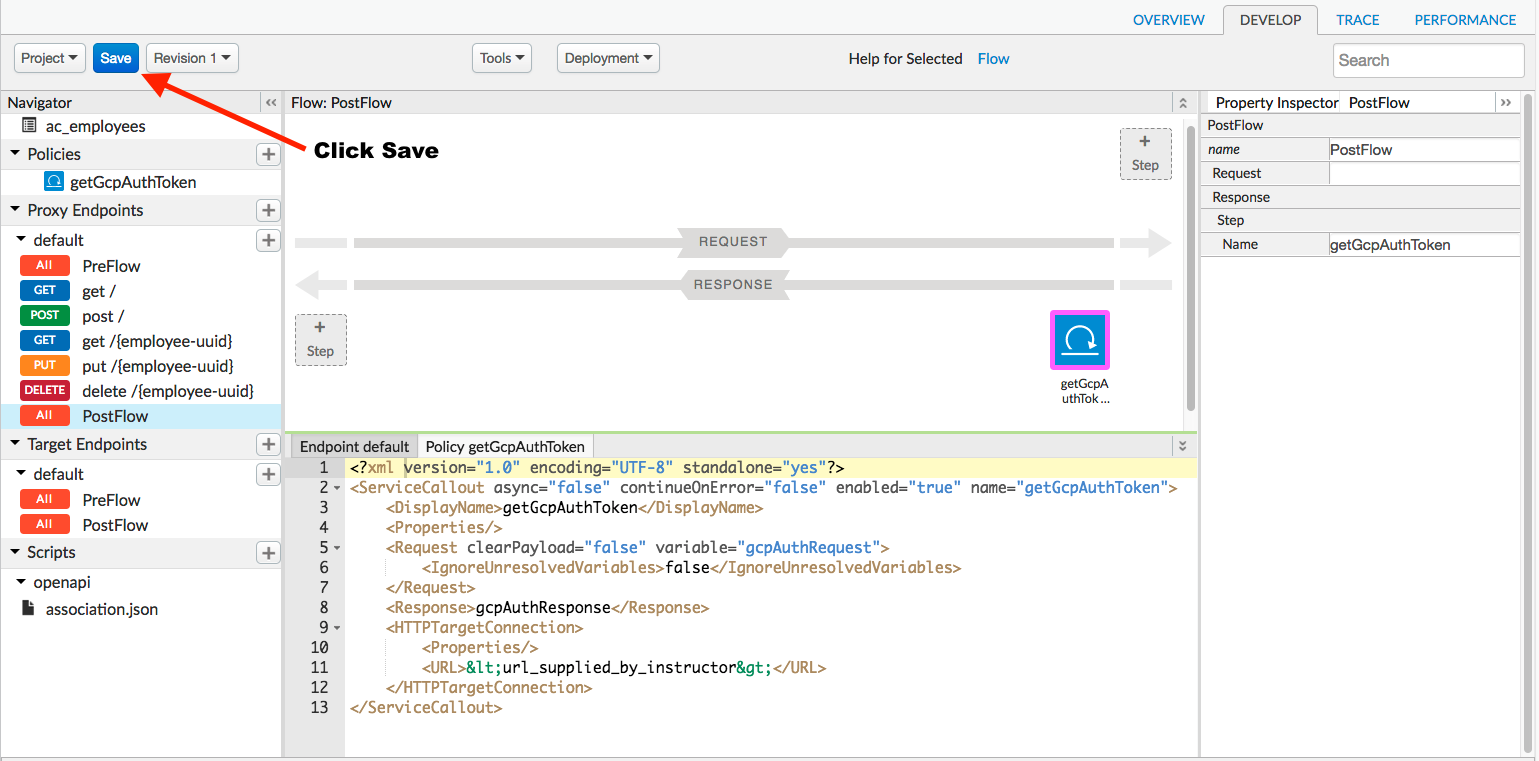 OVERVIEW DEVELOP TRACE PERFORMANCE
Project Save Revision 1 Tools Deployment Help for Selected Flow Search
Navigator
ac_employees
Policies
getGcpAuthToken
Proxy Endpoints
default
All PreFlow
GET get /
POST post /
GET get /{employee-uuid}
PUT put /{employee-uuid}
DELETE delete /{employee-uuid}
All PostFlow
Target Endpoints
default
All PreFlow
All PostFlow
Scripts
openapi
association.json
Flow: PostFlow
Click Save
+
Step
REQUEST
RESPONSE
+
Step
getGcpA
uthTok ...
Endpoint default Policy getGcpAuthToken
1 <?xml version="1.0" encoding="UTF-8" standalone="yes"?>
2 <ServiceCallout async="false" continueOnError="false" enabled="true" name="getGcpAuthToken">
3 <DisplayName>getGcpAuthToken</DisplayName>
4 <Properties/>
5 <Request clearPayload="false" variable="gcpAuthRequest">
6 <IgnoreUnresolvedVariables>false</IgnoreUnresolvedVariables>
7 </Request>
8 <Response>gcpAuthResponse</Response>
9 <HTTPTargetConnection>
10 <Properties/>
11 <URL>&lt;url_supplied_by_instructor&gt;</URL>
12 </HTTPTargetConnection>
13 </ServiceCallout>
Property Inspector PostFlow
PostFlow
name PostFlow
Request
Response
Step
Name getGcpAuthToken